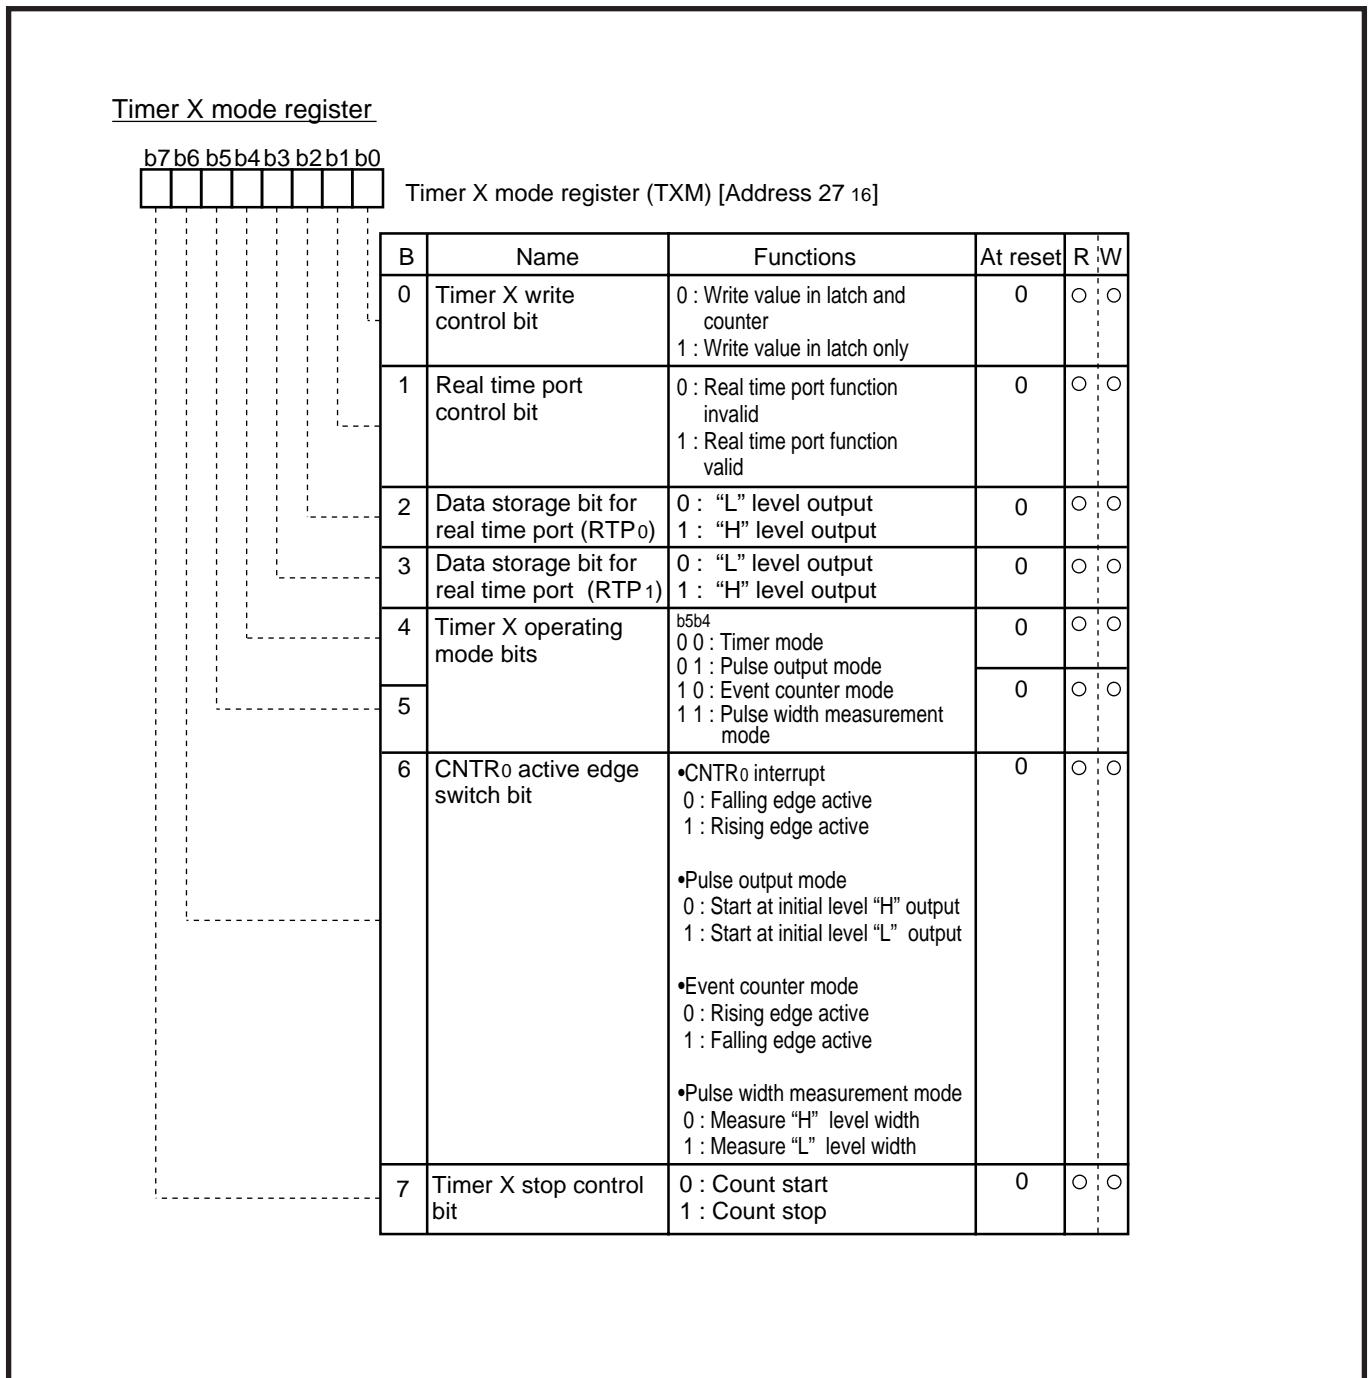 Timer X mode register
b7 b6 b5 b4 b3 b2 b1 b0
Timer X mode register (TXM) [Address 27 16]
B Name Functions At reset R W
0 Timer X write control bit 0 : Write value in latch and counter 0 ○ ○
1 : Write value in latch only
1 Real time port control bit 0 : Real time port function invalid 0 ○ ○
1 : Real time port function valid
2 Data storage bit for real time port (RTP0) 0 : “L” level output 0 ○ ○
1 : “H” level output
3 Data storage bit for real time port (RTP1) 0 : “L” level output 0 ○ ○
1 : “H” level output
4 Timer X operating mode bits b5b4 0 ○ ○
0 0 : Timer mode
0 1 : Pulse output mode
5 1 0 : Event counter mode 0 ○ ○
1 1 : Pulse width measurement mode
6 CNTR0 active edge switch bit •CNTR0 interrupt 0 ○ ○
0 : Falling edge active
1 : Rising edge active
•Pulse output mode
0 : Start at initial level “H” output
1 : Start at initial level “L” output
•Event counter mode
0 : Rising edge active
1 : Falling edge active
•Pulse width measurement mode
0 : Measure “H” level width
1 : Measure “L” level width
7 Timer X stop control bit 0 : Count start 0 ○ ○
1 : Count stop